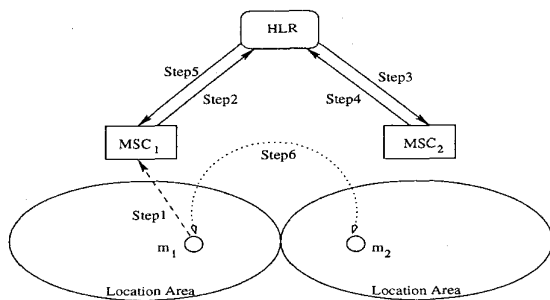 HLR
Step5
Step3
Step2
Step4
MSC1
MSC2
Step6
Step1
m1
m2
Location Area
Location Area